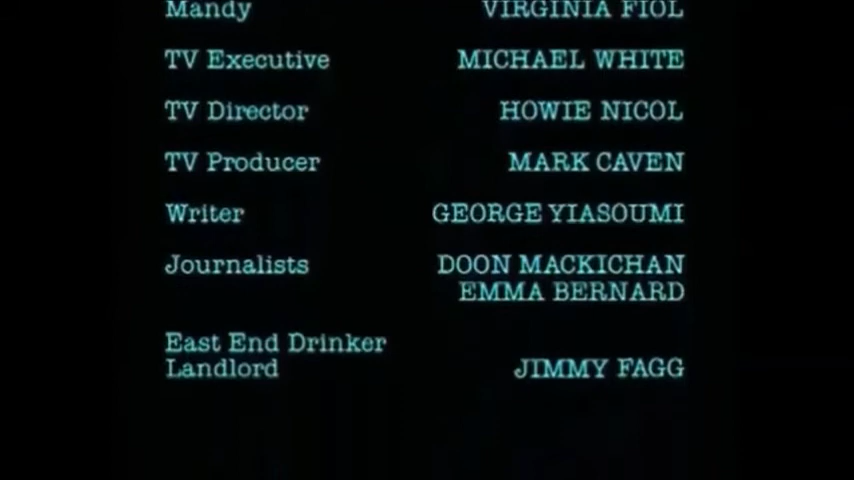 Mandy VIRGINIA FIOL
TV Executive MICHAEL WHITE
TV Director HOWIE NICOL
TV Producer MARK CAVEN
Writer GEORGE YIASOUMI
Journalists DOON MACKICHAN
EMMA BERNARD
East End Drinker
Landlord JIMMY FAGG